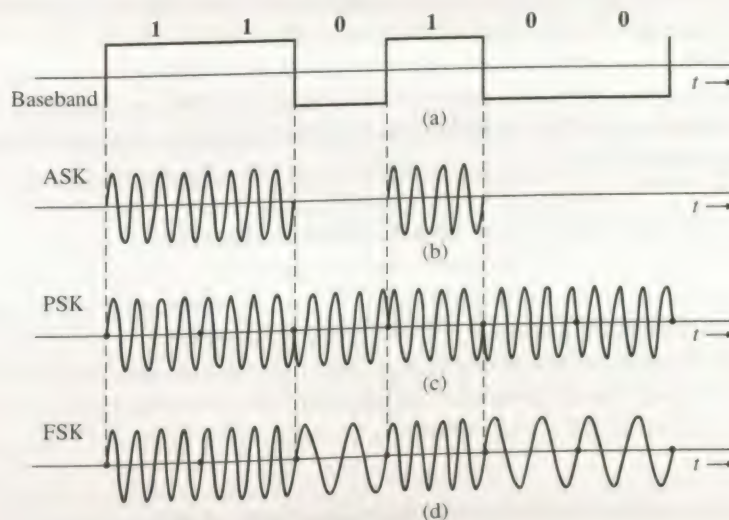 1 1 0 1 0 0
Baseband
t
(a)
ASK
t
(b)
PSK
t
(c)
FSK
t
(d)